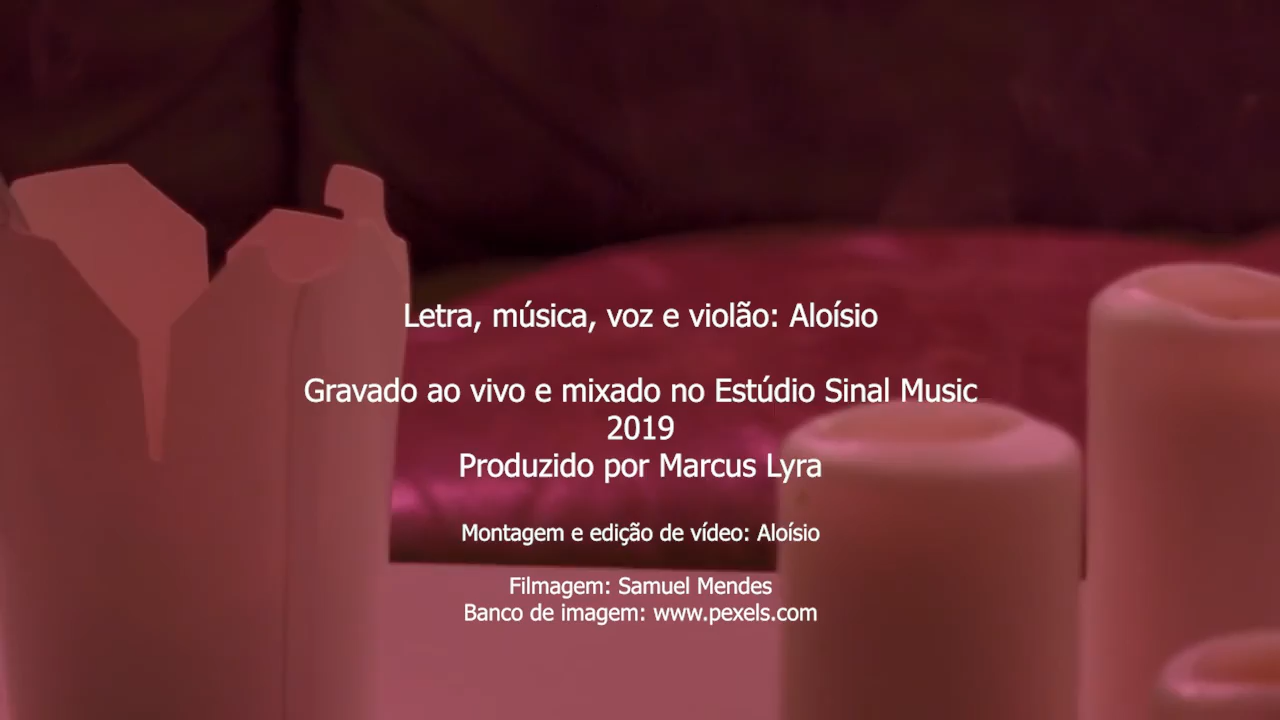 Letra, música, voz e violão: Aloísio
Gravado ao vivo e mixado no Estúdio Sinal Music
2019
Produzido por Marcus Lyra
Montagem e edição de vídeo: Aloísio
Filmagem: Samuel Mendes
Banco de imagem: www.pexels.com